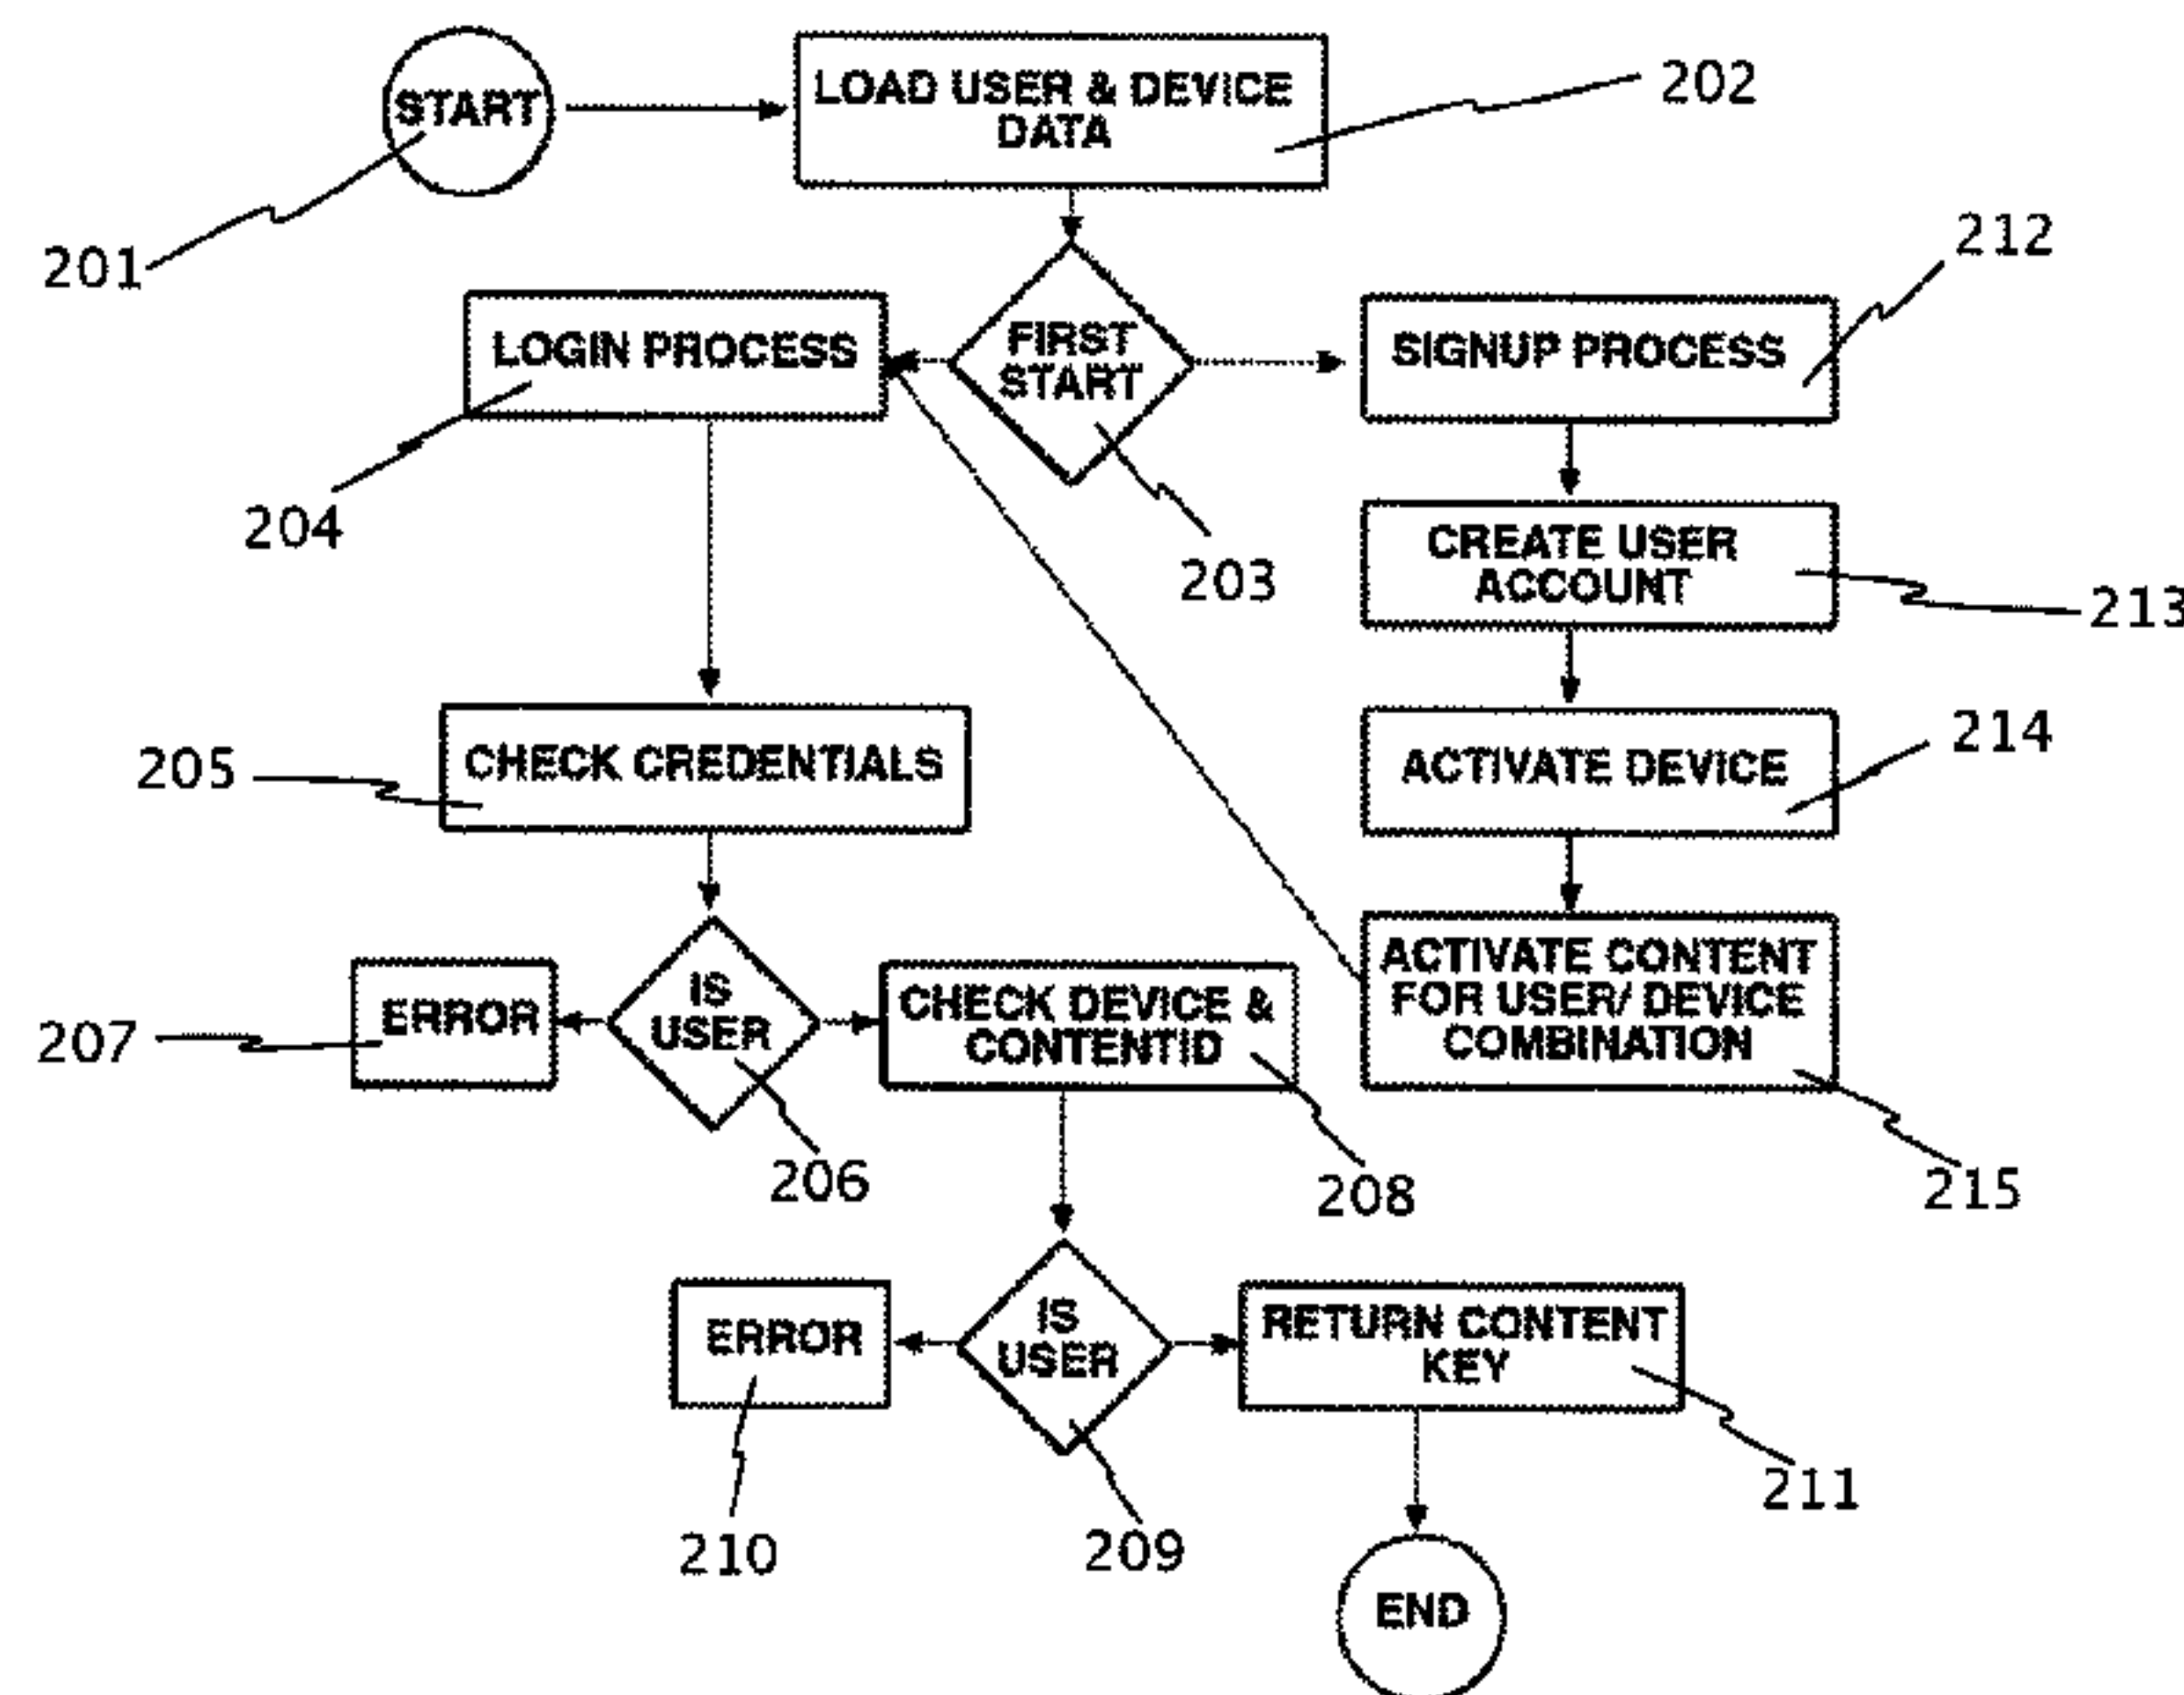 START
LOAD USER & DEVICE
DATA
202
201
212
LOGIN PROCESS
FIRST
START
SIGNUP PROCESS
204
203
CREATE USER
ACCOUNT
213
205
CHECK CREDENTIALS
ACTIVATE DEVICE
214
207
ERROR
IS
USER
CHECK DEVICE &
CONTENTID
ACTIVATE CONTENT
FOR USER/ DEVICE
COMBINATION
206
208
215
ERROR
IS
USER
RETURN CONTENT
KEY
210
209
211
END